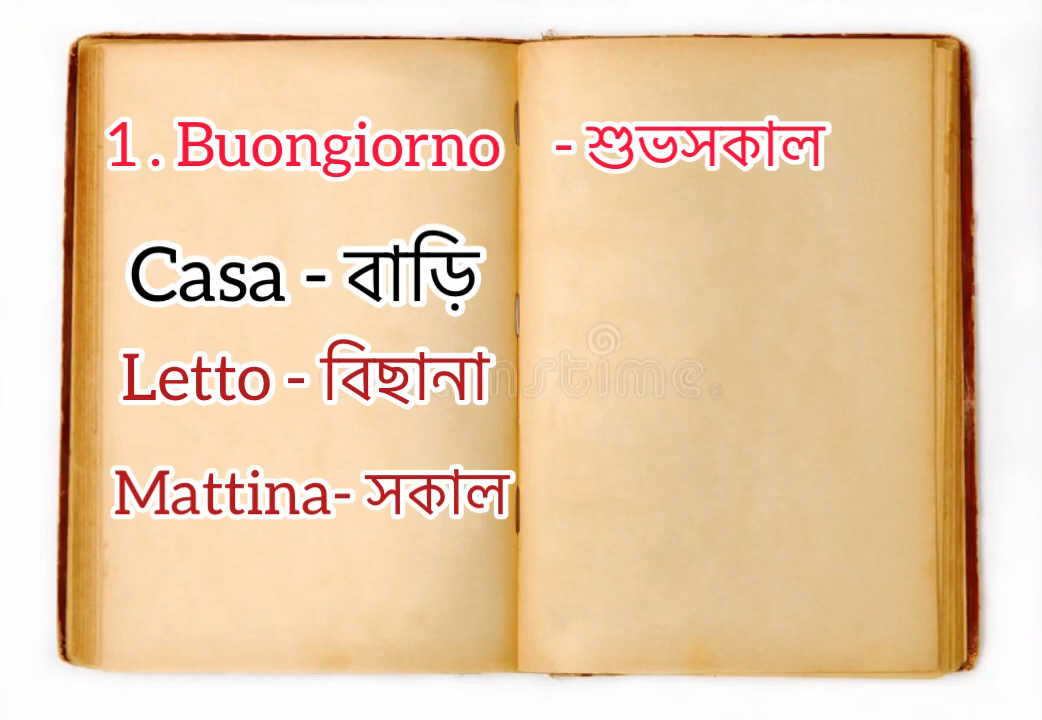 1 . Buongiorno - শুভসকাল
Casa - বাড়ি
Letto - বিছানা
Mattina- সকাল